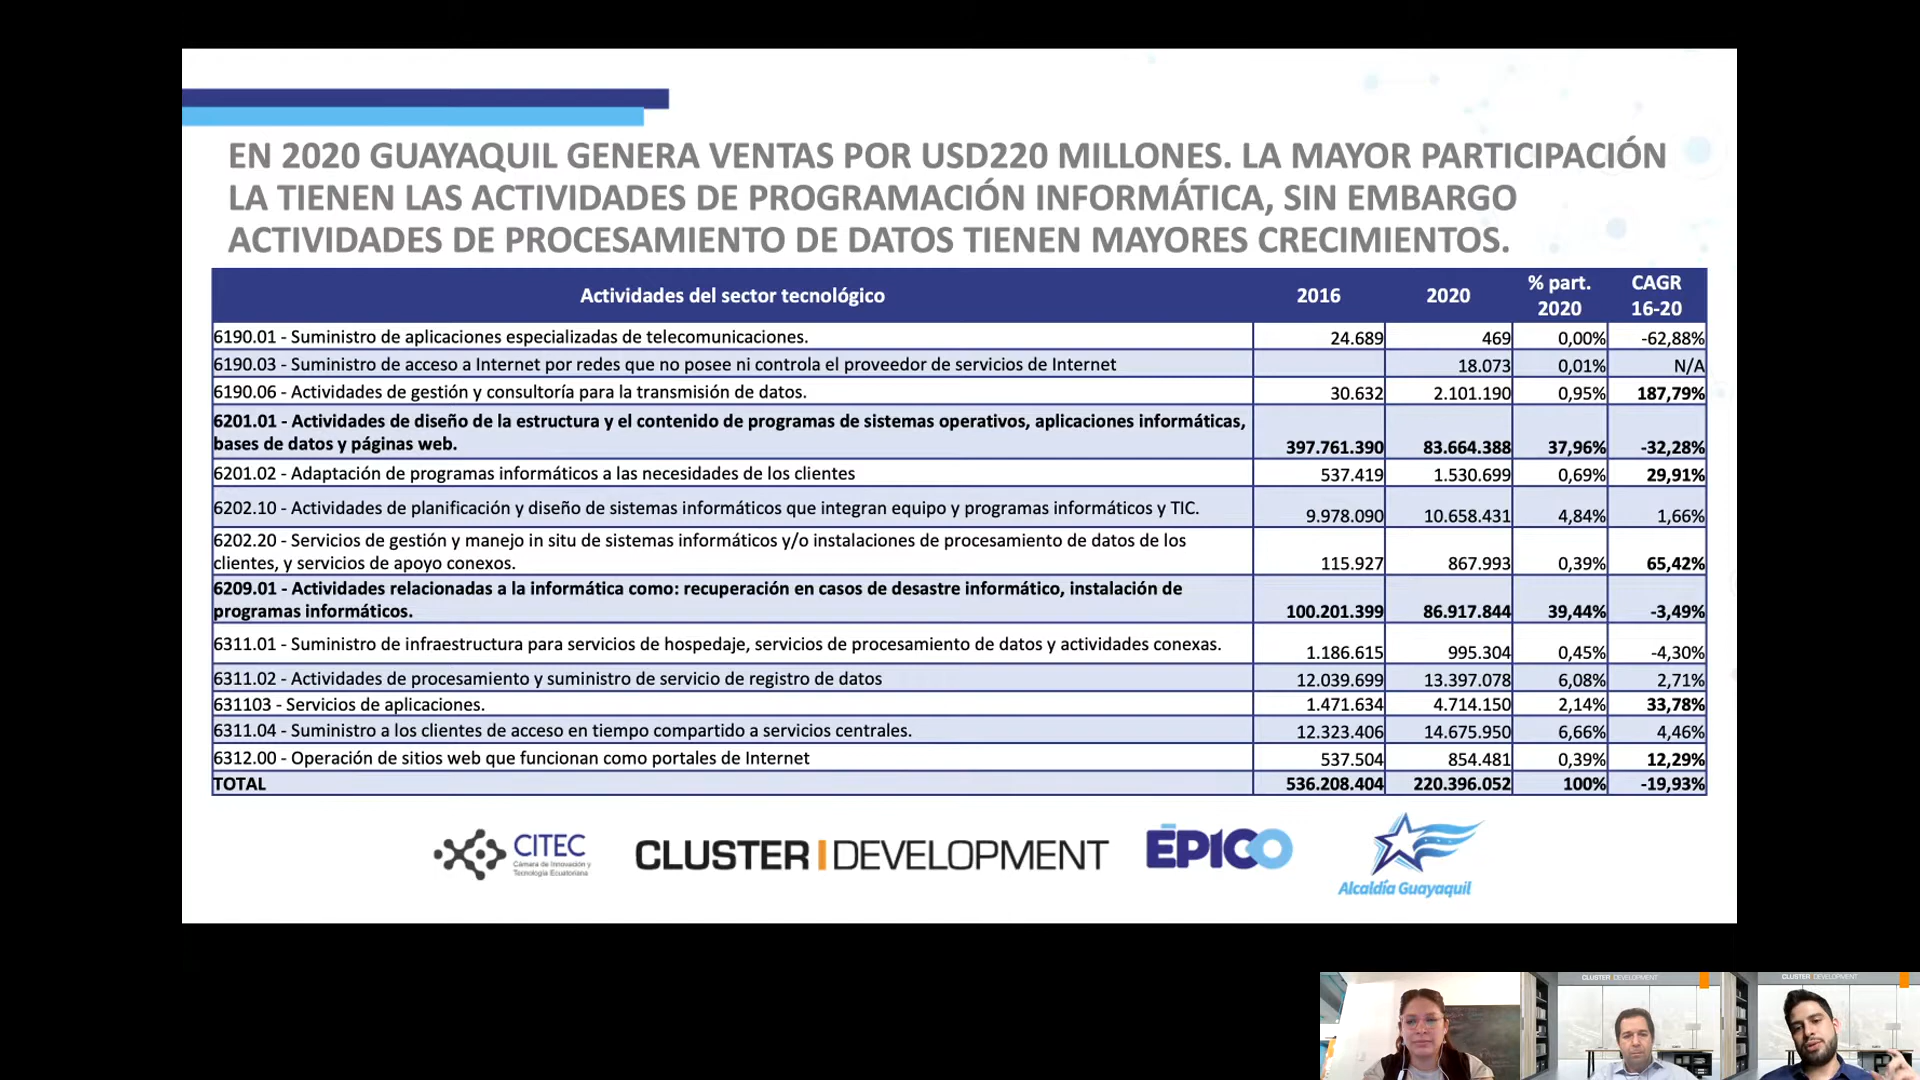 EN 2020 GUAYAQUIL GENERA VENTAS POR USD220 MILLONES. LA MAYOR PARTICIPACIÓN
LA TIENEN LAS ACTIVIDADES DE PROGRAMACIÓN INFORMÁTICA, SIN EMBARGO
ACTIVIDADES DE PROCESAMIENTO DE DATOS TIENEN MAYORES CRECIMIENTOS.
Actividades del sector tecnológico 2016 2020 % part. 2020 CAGR 16-20
6190.01 - Suministro de aplicaciones especializadas de telecomunicaciones. 24.689 469 0,00% -62,88%
6190.03 - Suministro de acceso a Internet por redes que no posee ni controla el proveedor de servicios de Internet 18.073 0,01% N/A
6190.06 - Actividades de gestión y consultoría para la transmisión de datos. 30.632 2.101.190 0,95% 187,79%
6201.01 - Actividades de diseño de la estructura y el contenido de programas de sistemas operativos, aplicaciones informáticas,
bases de datos y páginas web. 397.761.390 83.664.388 37,96% -32,28%
6201.02 - Adaptación de programas informáticos a las necesidades de los clientes 537.419 1.530.699 0,69% 29,91%
6202.10 - Actividades de planificación y diseño de sistemas informáticos que integran equipo y programas informáticos y TIC. 9.978.090 10.658.431 4,84% 1,66%
6202.20 - Servicios de gestión y manejo in situ de sistemas informáticos y/o instalaciones de procesamiento de datos de los
clientes, y servicios de apoyo conexos. 115.927 867.993 0,39% 65,42%
6209.01 - Actividades relacionadas a la informática como: recuperación en casos de desastre informático, instalación de
programas informáticos. 100.201.399 86.917.844 39,44% -3,49%
6311.01 - Suministro de infraestructura para servicios de hospedaje, servicios de procesamiento de datos y actividades conexas. 1.186.615 995.304 0,45% -4,30%
6311.02 - Actividades de procesamiento y suministro de servicio de registro de datos 12.039.699 13.397.078 6,08% 2,71%
631103 - Servicios de aplicaciones. 1.471.634 4.714.150 2,14% 33,78%
6311.04 - Suministro a los clientes de acceso en tiempo compartido a servicios centrales. 12.323.406 14.675.950 6,66% 4,46%
6312.00 - Operación de sitios web que funcionan como portales de Internet 537.504 854.481 0,39% 12,29%
TOTAL 536.208.404 220.396.052 100% -19,93%
CITEC
Cámara de Innovación y
Tecnología Ecuatoriana
CLUSTER DEVELOPMENT
ÉPICO
Alcaldía Guayaquil
CLUSTER DEVELOPMENT
CLUSTER DEVELOPMENT